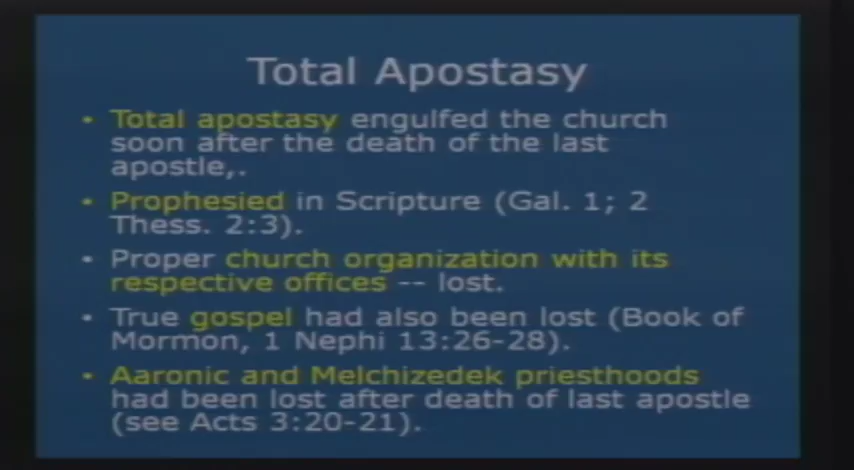 Total Apostasy
• Total apostasy engulfed the church
soon after the death of the last
apostle,.
• Prophesied in Scripture (Gal. 1; 2
Thess. 2:3).
• Proper church organization with its
respective offices -- lost.
• True gospel had also been lost (Book of
Mormon, 1 Nephi 13:26-28).
• Aaronic and Melchizedek priesthoods
had been lost after death of last apostle
(see Acts 3:20-21).